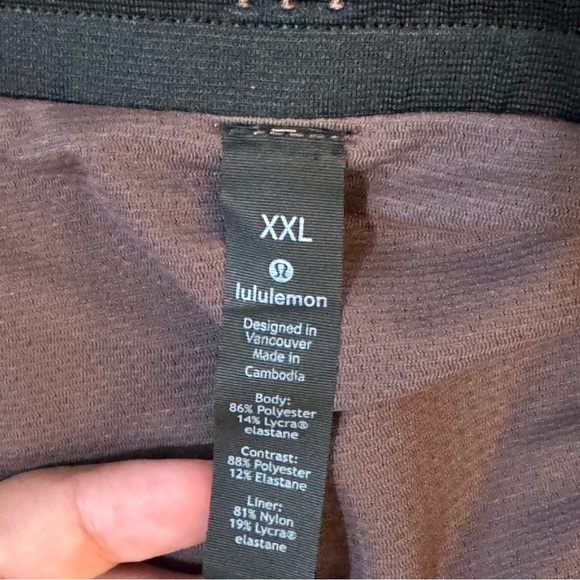 XXL
lululemon
Designed in
Vancouver
Made in
Cambodia
Body:
86% Polyester
14% Lycra®
elastane
Contrast:
88% Polyester
12% Elastane
Liner:
81% Nylon
19% Lycra®
elastane